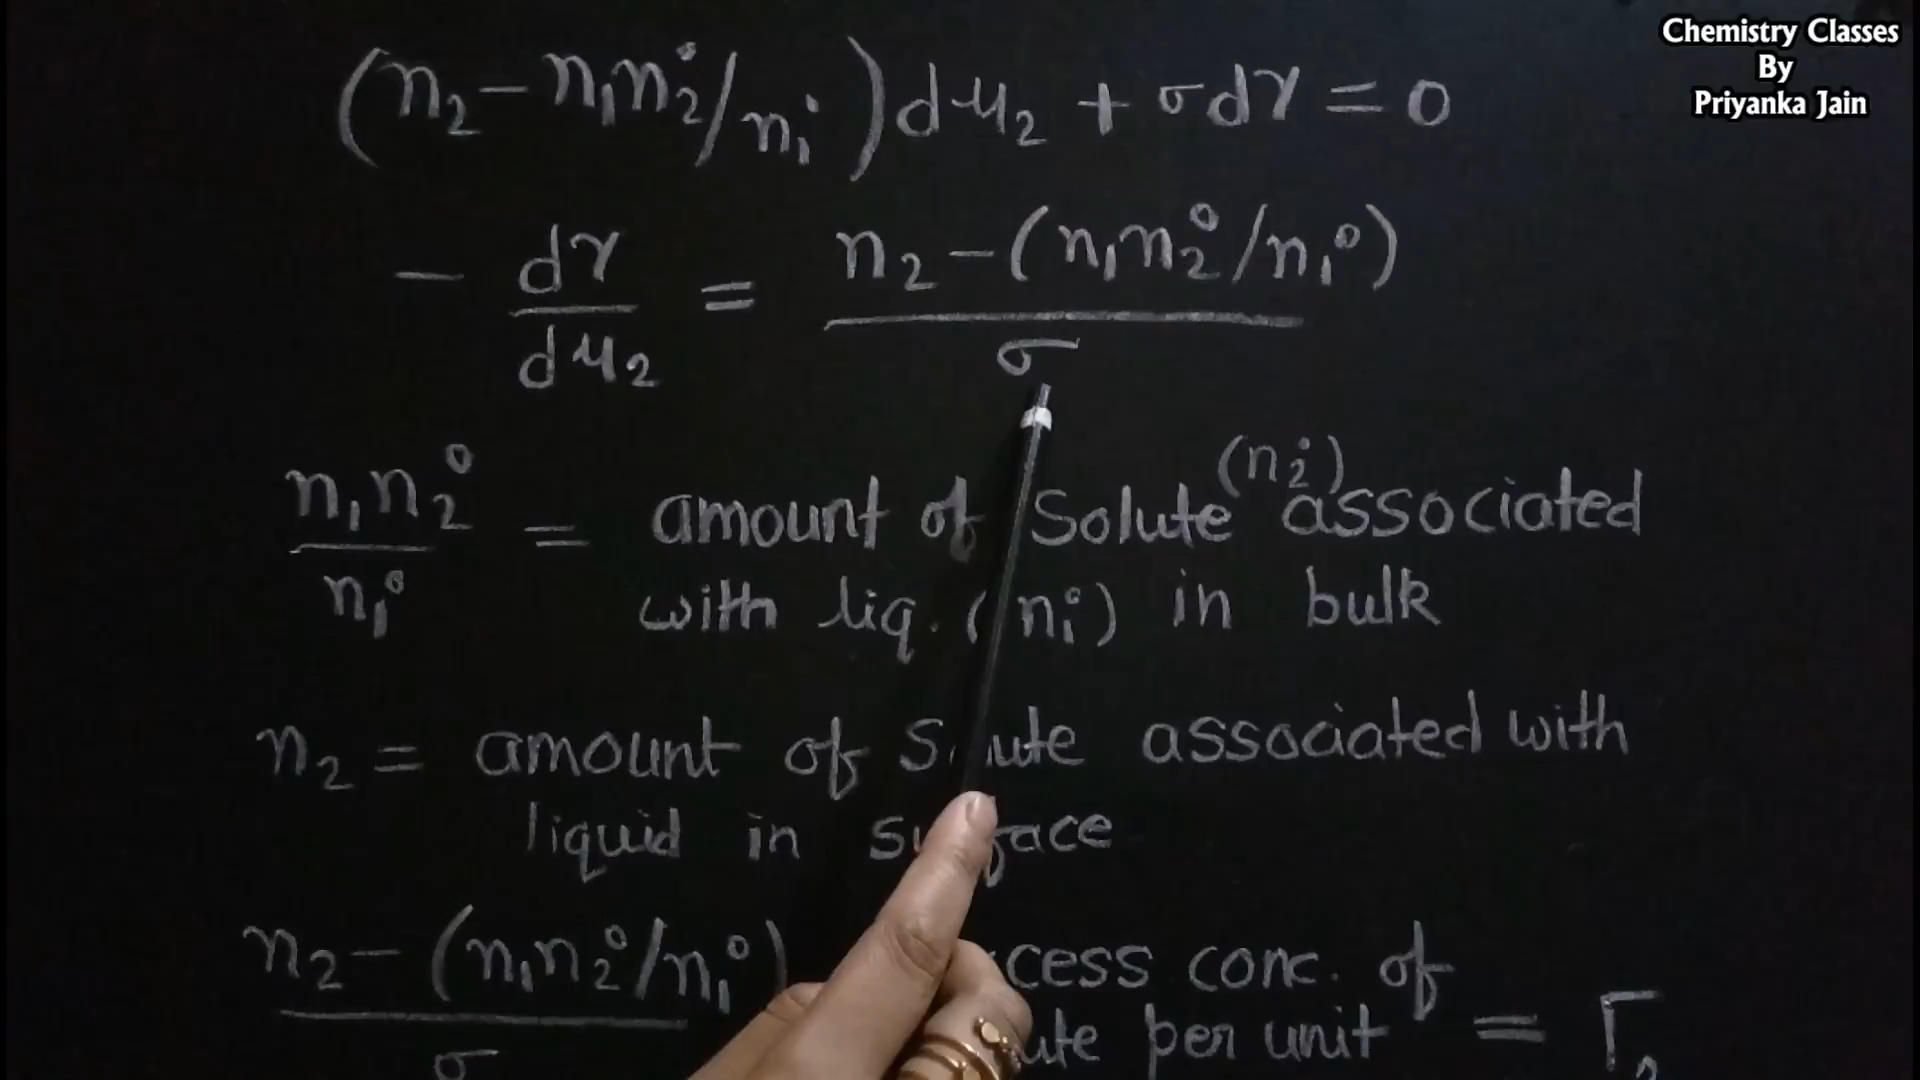 Chemistry Classes
By
Priyanka Jain
(n₂ - n₁n₂°/n₁°) dμ₂ + σdγ = 0
- dγ/dμ₂ = n₂ - (n₁n₂°/n₁°) / σ
n₁n₂°/n₁° = amount of Solute (n₂°) associated
with liq. (n₁°) in bulk
n₂ = amount of associated with
liquid in
n₂ - (n₁n₂°/n₁°) / σ conc. of
per unit = Γ₂